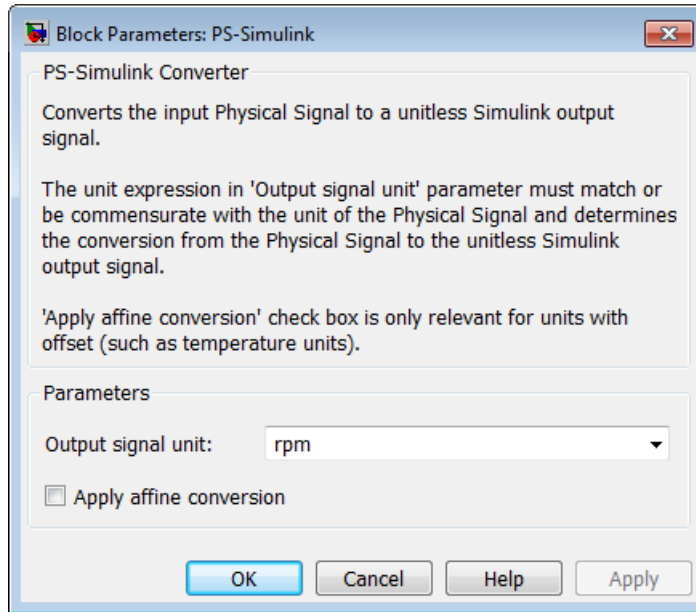 Block Parameters: PS-Simulink
PS-Simulink Converter
Converts the input Physical Signal to a unitless Simulink output
signal.
The unit expression in 'Output signal unit' parameter must match or
be commensurate with the unit of the Physical Signal and determines
the conversion from the Physical Signal to the unitless Simulink
output signal.
'Apply affine conversion' check box is only relevant for units with
offset (such as temperature units).
Parameters
Output signal unit: rpm
Apply affine conversion
OK Cancel Help Apply